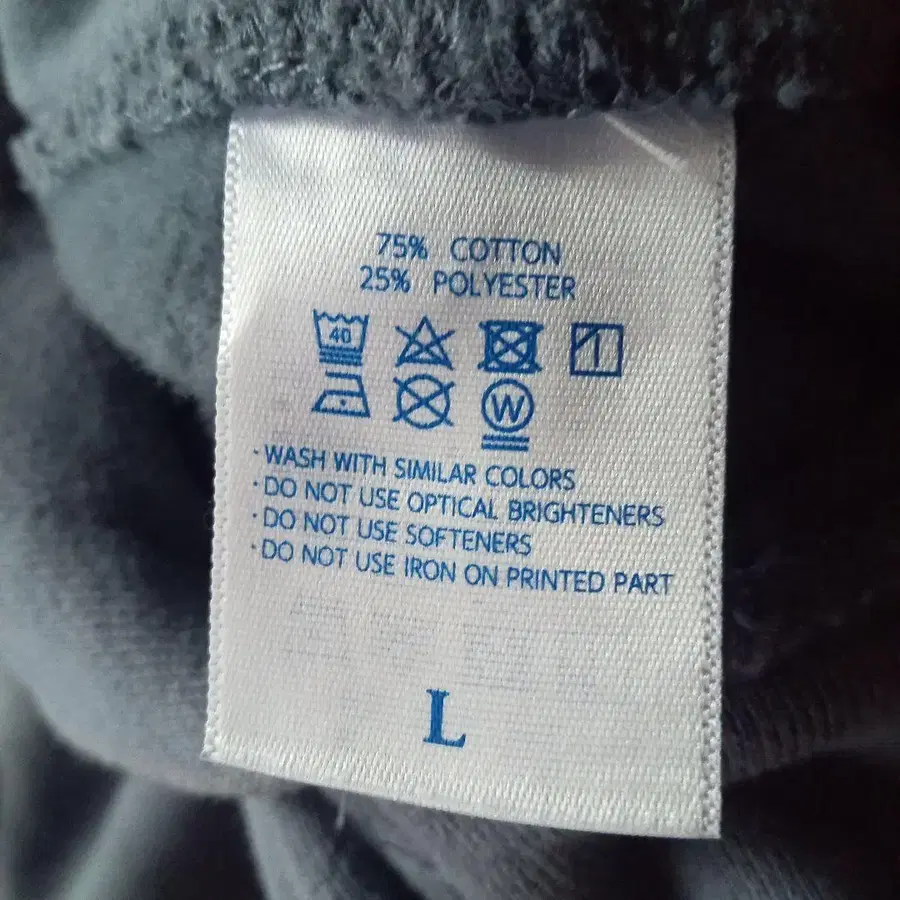 75% COTTON
25% POLYESTER
40
W
· WASH WITH SIMILAR COLORS
· DO NOT USE OPTICAL BRIGHTENERS
· DO NOT USE SOFTENERS
· DO NOT USE IRON ON PRINTED PART
L